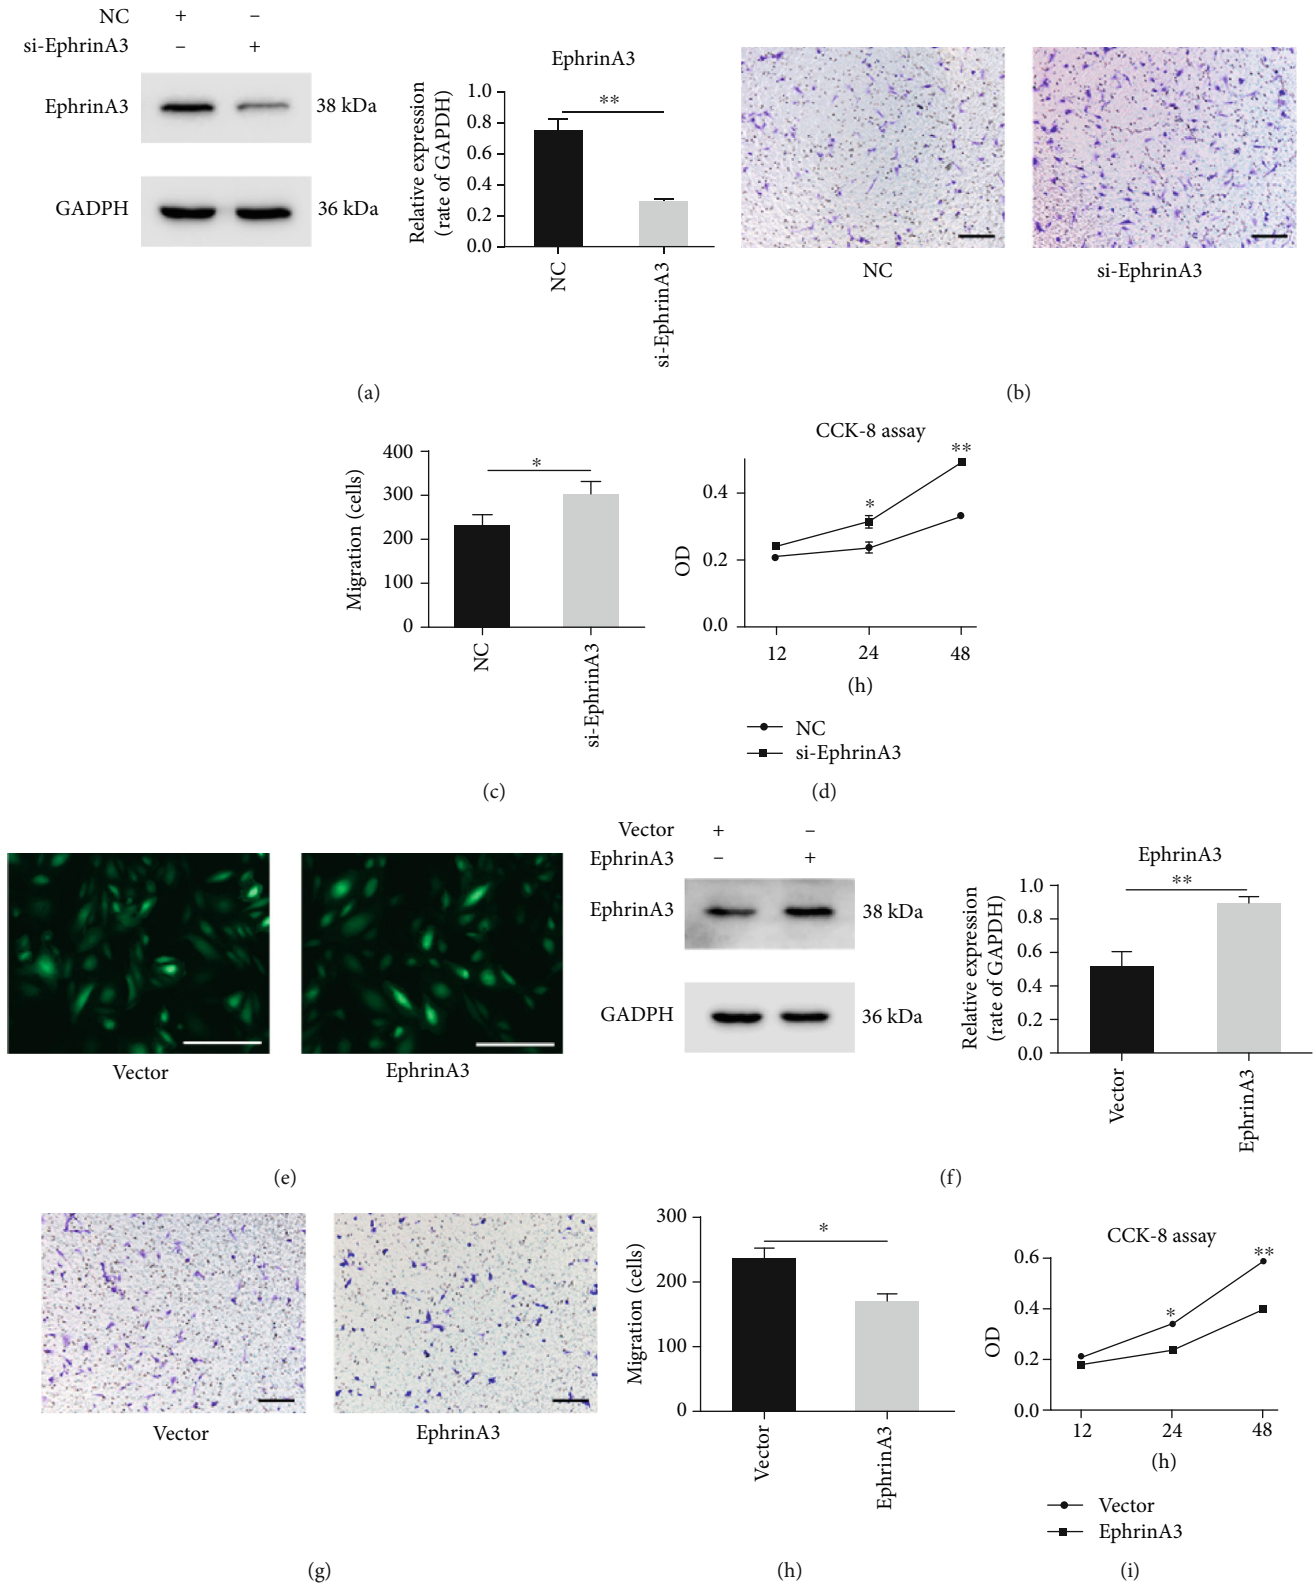 NC + −
si-EphrinA3 − +
EphrinA3 38 kDa
GADPH 36 kDa
EphrinA3
Relative expression
(rate of GAPDH)
1.0
0.8
0.6
0.4
0.2
0.0
**
NC
si-EphrinA3
(a)
NC
si-EphrinA3
(b)
Migration (cells)
400
300
200
100
0
*
NC
si-EphrinA3
(c)
CCK-8 assay
OD
0.4
0.2
0.0
*
**
12 24 48
(h)
NC
si-EphrinA3
(d)
Vector
EphrinA3
(e)
Vector + −
EphrinA3 − +
EphrinA3 38 kDa
GADPH 36 kDa
EphrinA3
Relative expression
(rate of GAPDH)
1.0
0.8
0.6
0.4
0.2
0.0
**
Vector
EphrinA3
(f)
Vector
EphrinA3
(g)
Migration (cells)
300
200
100
0
*
Vector
EphrinA3
(h)
CCK-8 assay
OD
0.6
0.4
0.2
0.0
*
**
12 24 48
(h)
Vector
EphrinA3
(i)